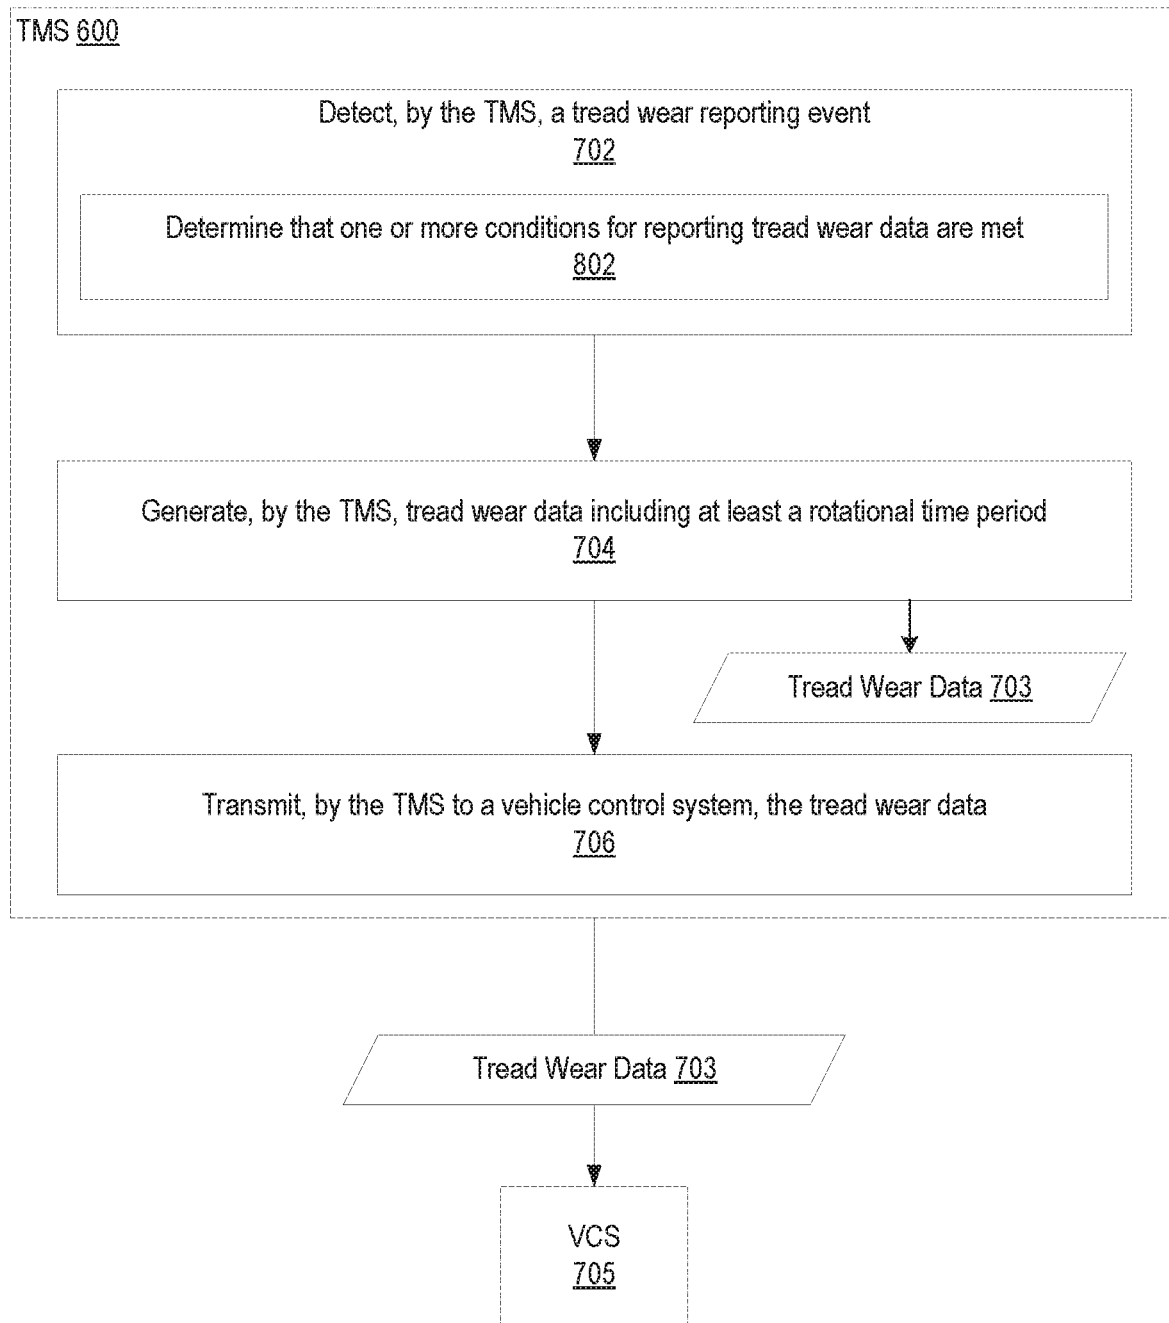 TMS 600
Detect, by the TMS, a tread wear reporting event
702
Determine that one or more conditions for reporting tread wear data are met
802
Generate, by the TMS, tread wear data including at least a rotational time period
704
Tread Wear Data 703
Transmit, by the TMS to a vehicle control system, the tread wear data
706
Tread Wear Data 703
VCS
705